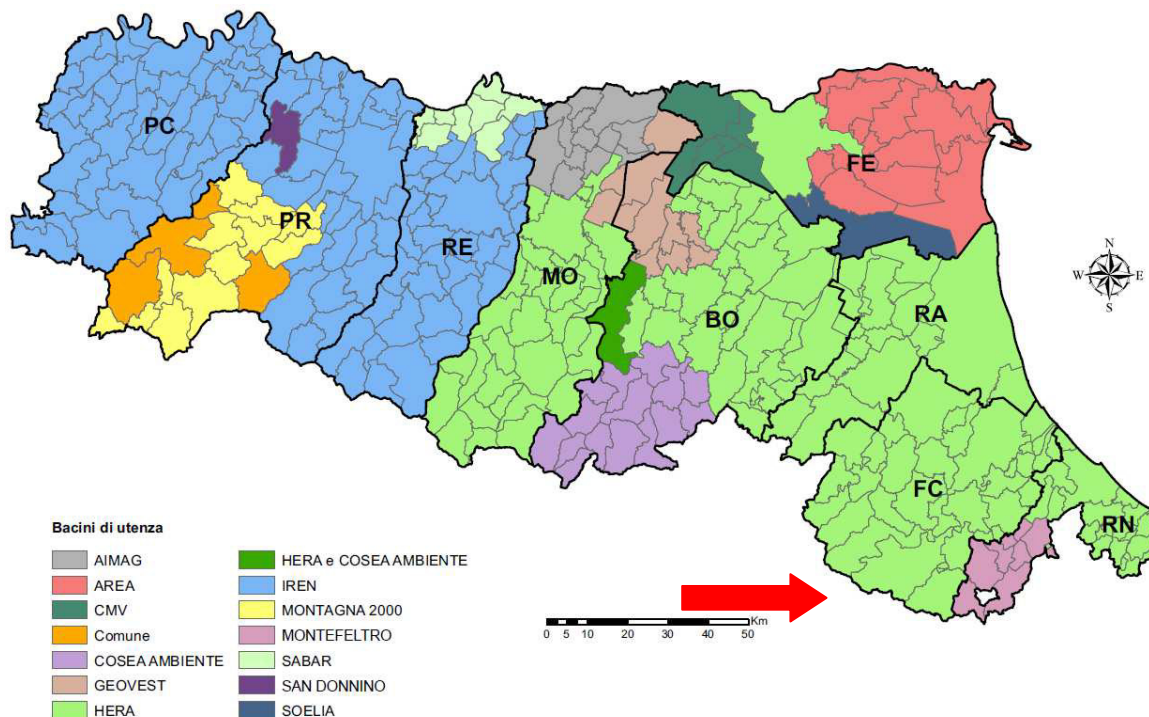 PC
PR
RE
MO
BO
FE
RA
FC
RN
N
W E
S
Bacini di utenza
AIMAG
AREA
CMV
Comune
COSEA AMBIENTE
GEOVEST
HERA
HERA e COSEA AMBIENTE
IREN
MONTAGNA 2000
MONTEFELTRO
SABAR
SAN DONNINO
SOELIA
Km
0 5 10 20 30 40 50